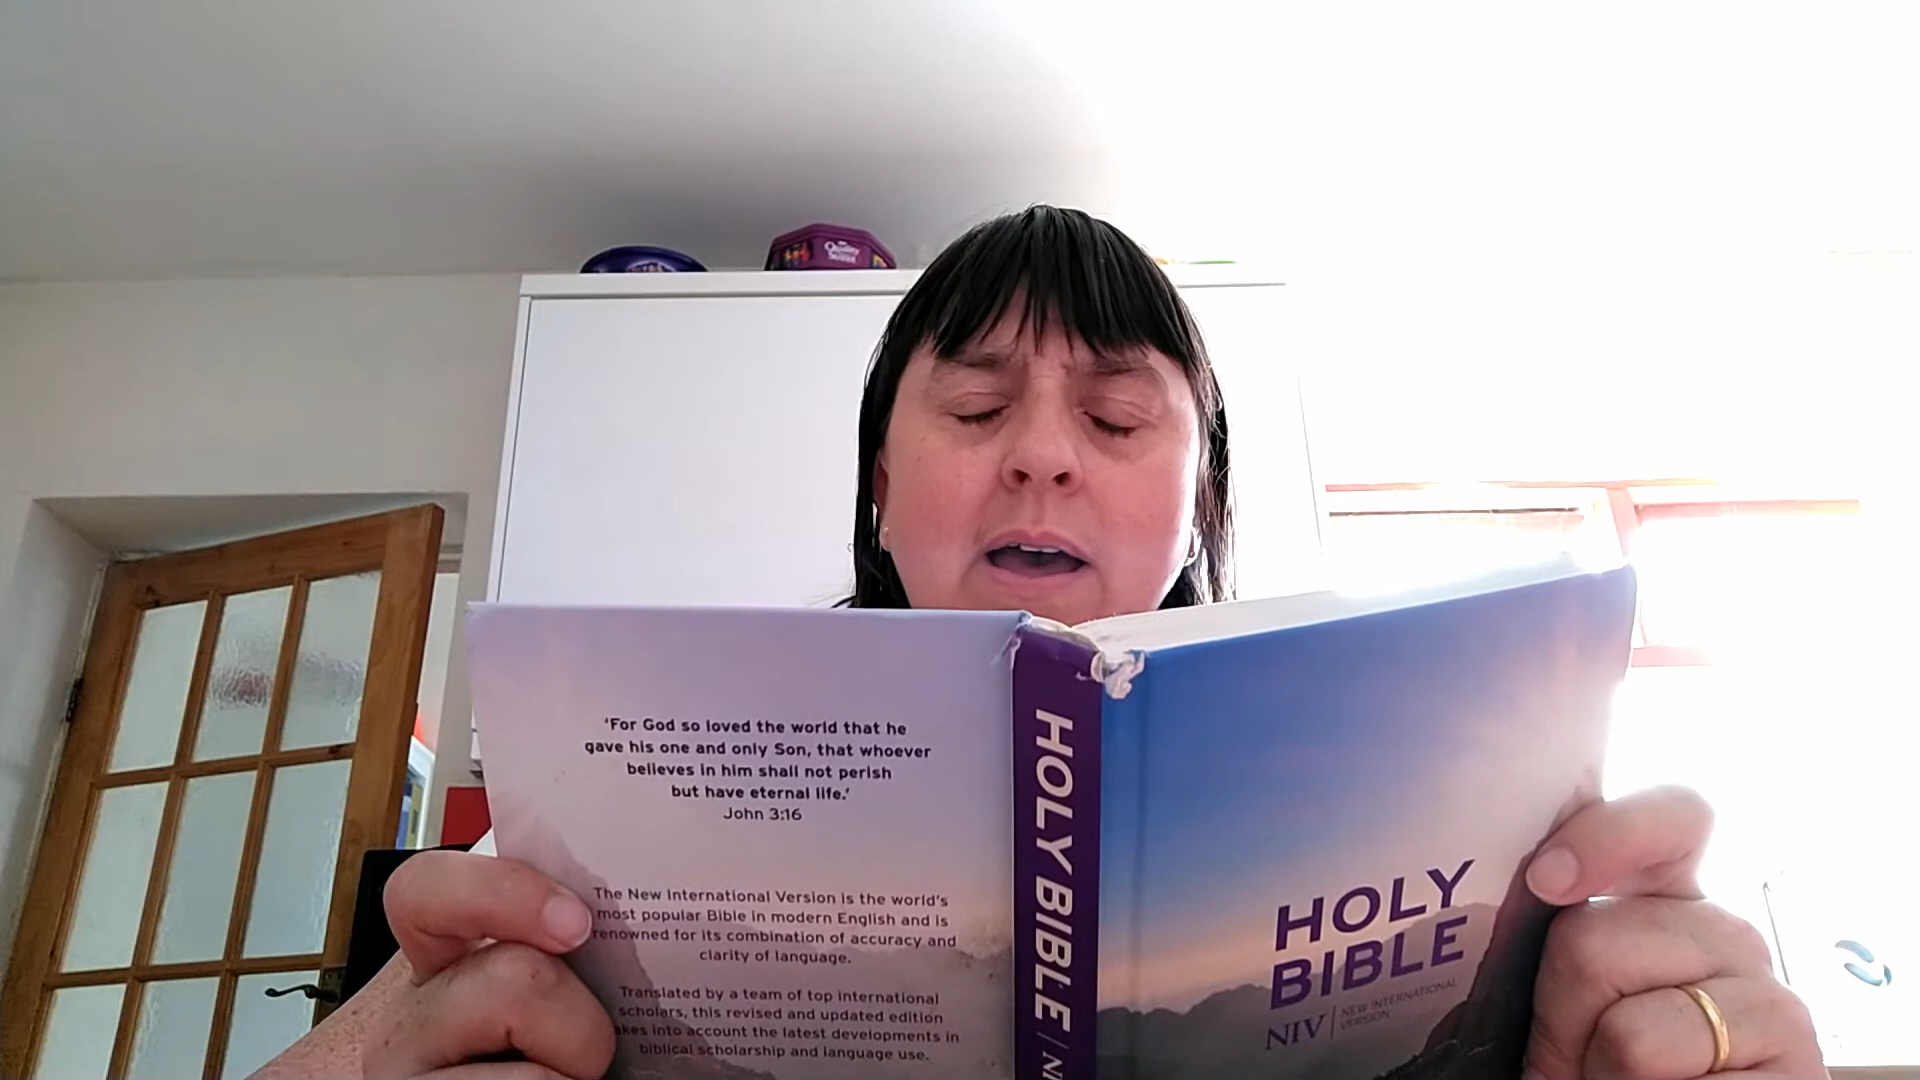 Quality
Street
'For God so loved the world that he
gave his one and only Son, that whoever
believes in him shall not perish
but have eternal life.'
John 3:16
The New International Version is the world's
most popular Bible in modern English and is
renowned for its combination of accuracy and
clarity of language.
Translated by a team of top international
scholars, this revised and updated edition
akes into account the latest developments in
biblical scholarship and language use.
HOLY BIBLE | NI
HOLY
BIBLE
NIV | NEW INTERNATIONAL
VERSION